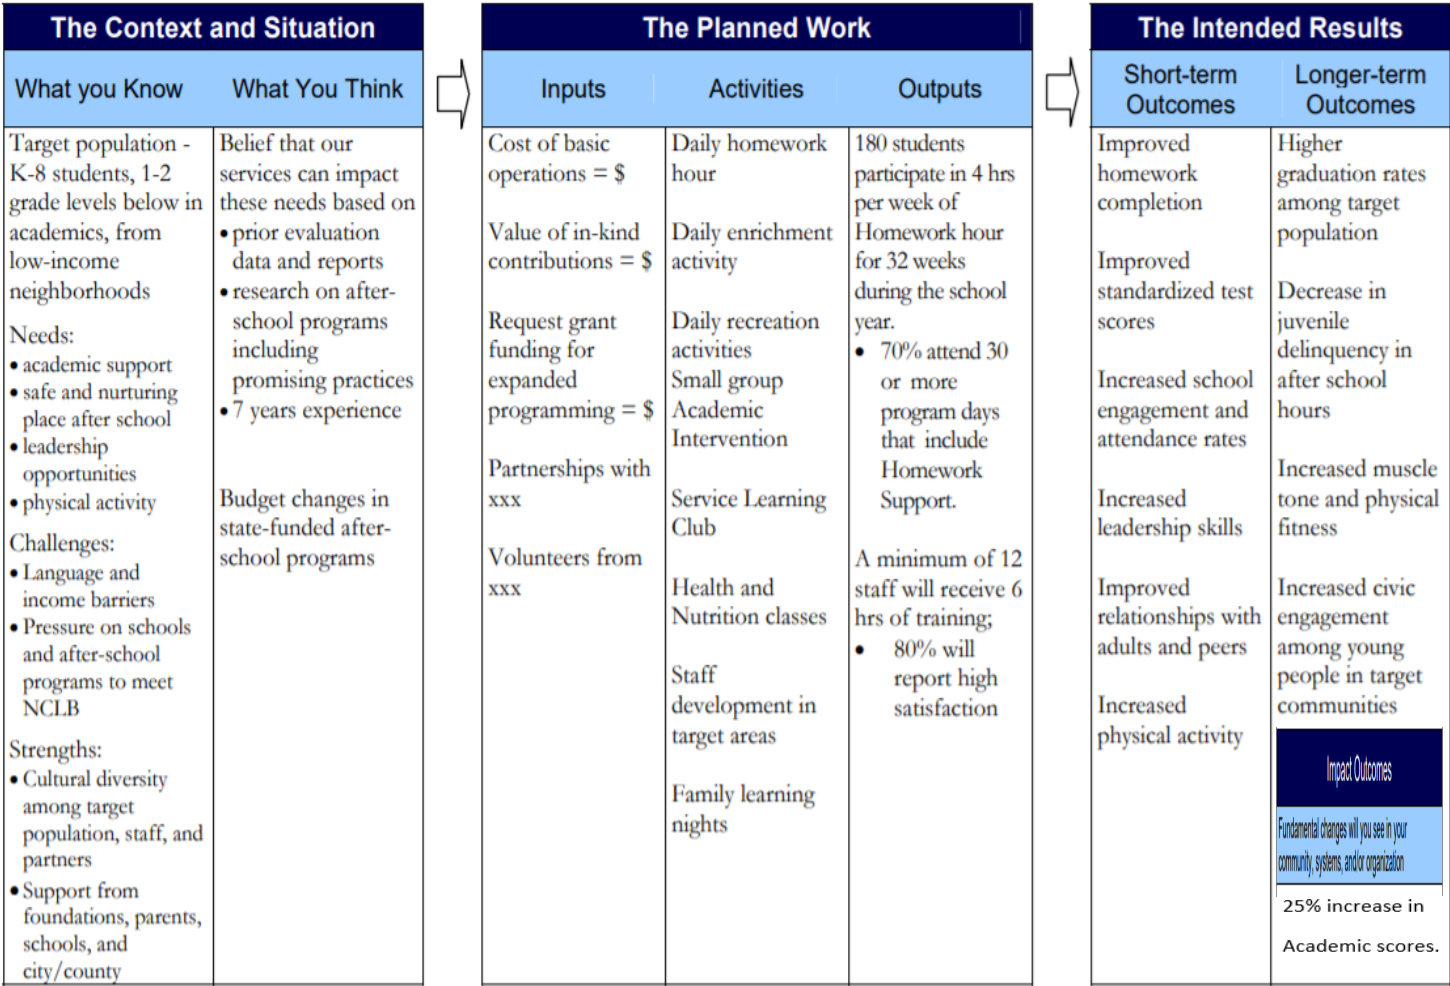 The Context and Situation
What you Know
What You Think
Target population -
K-8 students, 1-2
grade levels below in
academics, from
low-income
neighborhoods
Needs:
• academic support
• safe and nurturing
place after school
• leadership
opportunities
• physical activity
Challenges:
• Language and
income barriers
• Pressure on schools
and after-school
programs to meet
NCLB
Strengths:
• Cultural diversity
among target
population, staff, and
partners
• Support from
foundations, parents,
schools, and
city/county
Belief that our
services can impact
these needs based on
• prior evaluation
data and reports
• research on after-
school programs
including
promising practices
• 7 years experience
Budget changes in
state-funded after-
school programs
The Planned Work
Inputs
Activities
Outputs
Cost of basic
operations = $
Value of in-kind
contributions = $
Request grant
funding for
expanded
programming = $
Partnerships with
xxx
Volunteers from
xxx
Daily homework
hour
Daily enrichment
activity
Daily recreation
activities
Small group
Academic
Intervention
Service Learning
Club
Health and
Nutrition classes
Staff
development in
target areas
Family learning
nights
180 students
participate in 4 hrs
per week of
Homework hour
for 32 weeks
during the school
year.
• 70% attend 30
or more
program days
that include
Homework
Support.
A minimum of 12
staff will receive 6
hrs of training;
• 80% will
report high
satisfaction
The Intended Results
Short-term
Outcomes
Longer-term
Outcomes
Improved
homework
completion
Improved
standardized test
scores
Increased school
engagement and
attendance rates
Increased
leadership skills
Improved
relationships with
adults and peers
Increased
physical activity
Higher
graduation rates
among target
population
Decrease in
juvenile
delinquency in
after school
hours
Increased muscle
tone and physical
fitness
Increased civic
engagement
among young
people in target
communities
Impact Outcomes
Fundamental changes will you see in your
community, systems, and/or organization
25% increase in
Academic scores.